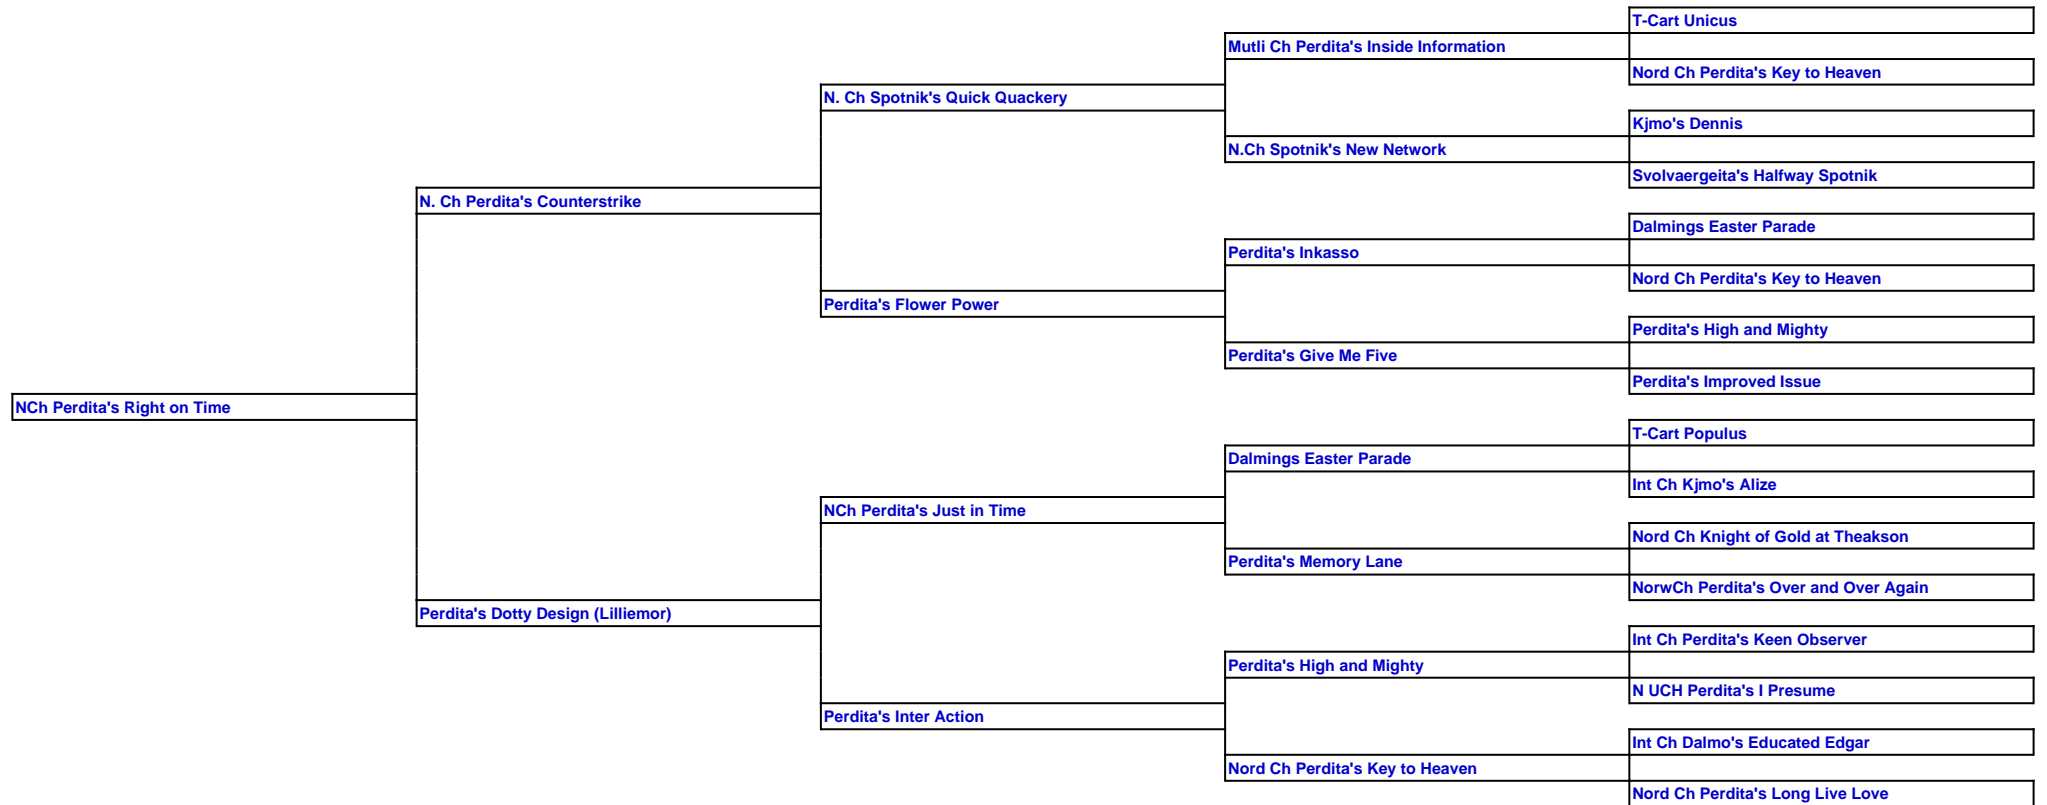 T-Cart Unicus
Mutli Ch Perdita's Inside Information
Nord Ch Perdita's Key to Heaven
N. Ch Spotnik's Quick Quackery
Kjmo's Dennis
N.Ch Spotnik's New Network
Svolvaergeita's Halfway Spotnik
N. Ch Perdita's Counterstrike
Dalmings Easter Parade
Perdita's Inkasso
Nord Ch Perdita's Key to Heaven
Perdita's Flower Power
Perdita's High and Mighty
Perdita's Give Me Five
Perdita's Improved Issue
NCh Perdita's Right on Time
T-Cart Populus
Dalmings Easter Parade
Int Ch Kjmo's Alize
NCh Perdita's Just in Time
Nord Ch Knight of Gold at Theakson
Perdita's Memory Lane
NorwCh Perdita's Over and Over Again
Perdita's Dotty Design (Lilliemor)
Int Ch Perdita's Keen Observer
Perdita's High and Mighty
N UCH Perdita's I Presume
Perdita's Inter Action
Int Ch Dalmo's Educated Edgar
Nord Ch Perdita's Key to Heaven
Nord Ch Perdita's Long Live Love